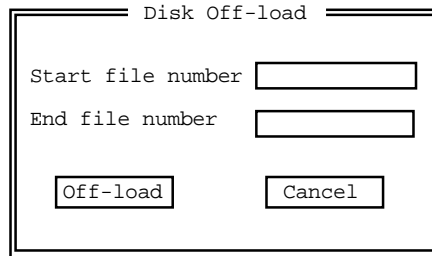 Disk Off-load
Start file number
End file number
Off-load Cancel